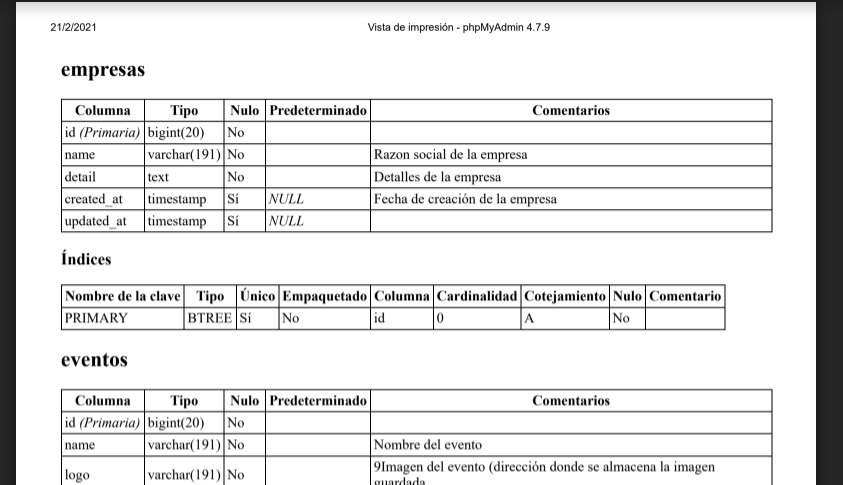 21/2/2021 Vista de impresión - phpMyAdmin 4.7.9
empresas
Columna Tipo Nulo Predeterminado Comentarios
id (Primaria) bigint(20) No
name varchar(191) No Razon social de la empresa
detail text No Detalles de la empresa
created_at timestamp Sí NULL Fecha de creación de la empresa
updated_at timestamp Sí NULL
Índices
Nombre de la clave Tipo Único Empaquetado Columna Cardinalidad Cotejamiento Nulo Comentario
PRIMARY BTREE Sí No id 0 A No
eventos
Columna Tipo Nulo Predeterminado Comentarios
id (Primaria) bigint(20) No
name varchar(191) No Nombre del evento
logo varchar(191) No 9Imagen del evento (dirección donde se almacena la imagen
guardada